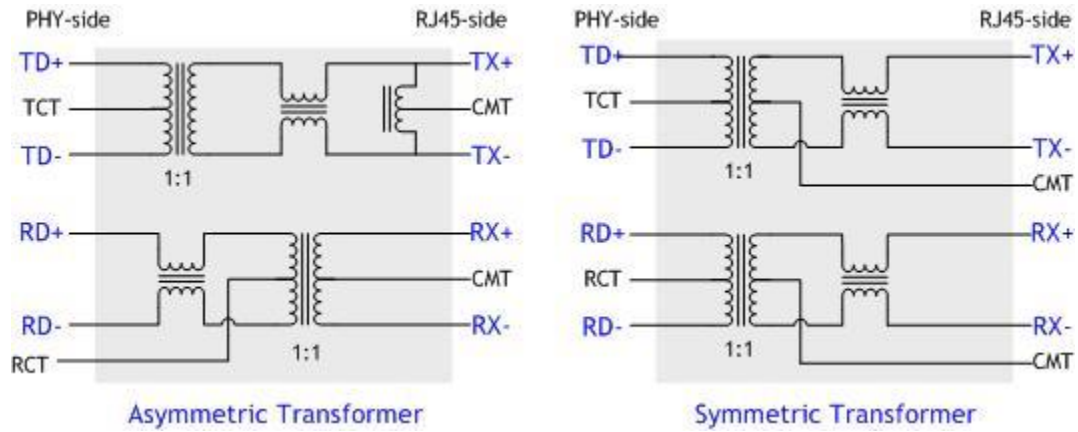 PHY-side RJ45-side
TD+ TX+
TCT CMT
TD- TX-
1:1
RD+ RX+
CMT
RD- RX-
RCT 1:1
Asymmetric Transformer
PHY-side RJ45-side
TD+ TX+
TCT
TD- TX-
1:1 CMT
RD+ RX+
RCT
RD- RX-
1:1 CMT
Symmetric Transformer